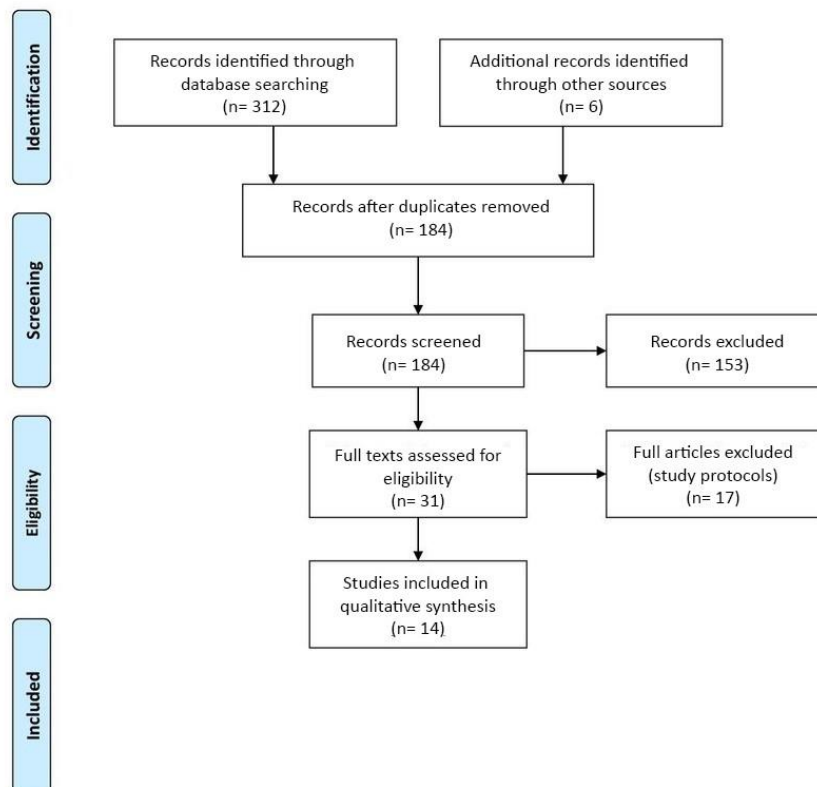 Identification
Records identified through
database searching
(n= 312)
Additional records identified
through other sources
(n= 6)
Records after duplicates removed
(n= 184)
Screening
Records screened
(n= 184)
Records excluded
(n= 153)
Eligibility
Full texts assessed for
eligibility
(n= 31)
Full articles excluded
(study protocols)
(n= 17)
Studies included in
qualitative synthesis
(n= 14)
Included